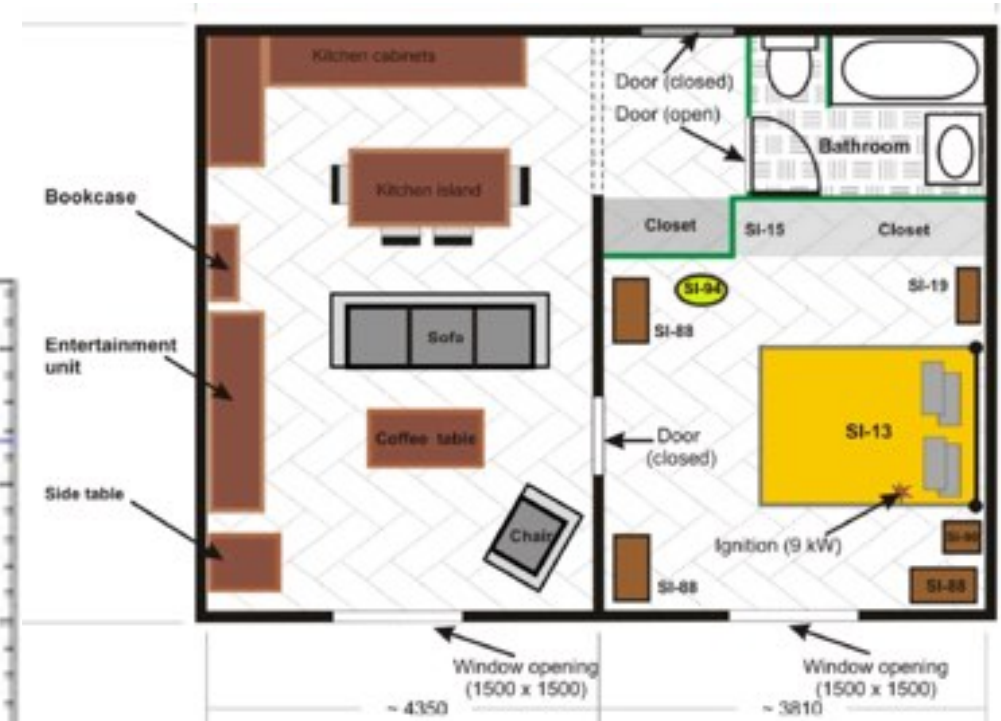 Kitchen cabinets
Door (closed)
Door (open)
Bathroom
Kitchen island
Bookcase
Closet
SI-15
Closet
SI-94
SI-19
SI-88
Sofa
Entertainment
unit
SI-13
Coffee table
Door
(closed)
Side table
Chair
Ignition (9 kW)
SI-88
SI-88
Window opening
(1500 x 1500)
Window opening
(1500 x 1500)
~ 4350
~ 3810